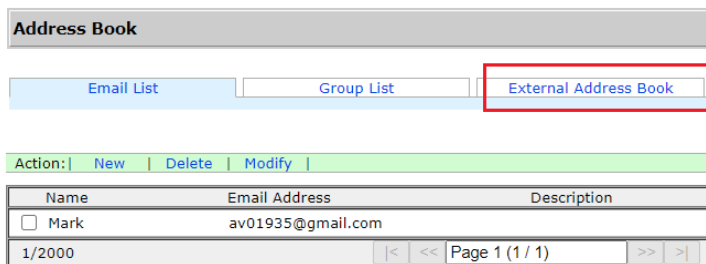 Address Book
Email List Group List External Address Book
Action:| New | Delete | Modify |
Name Email Address Description
Mark av01935@gmail.com
1/2000 |< << Page 1 (1 / 1) >> >|